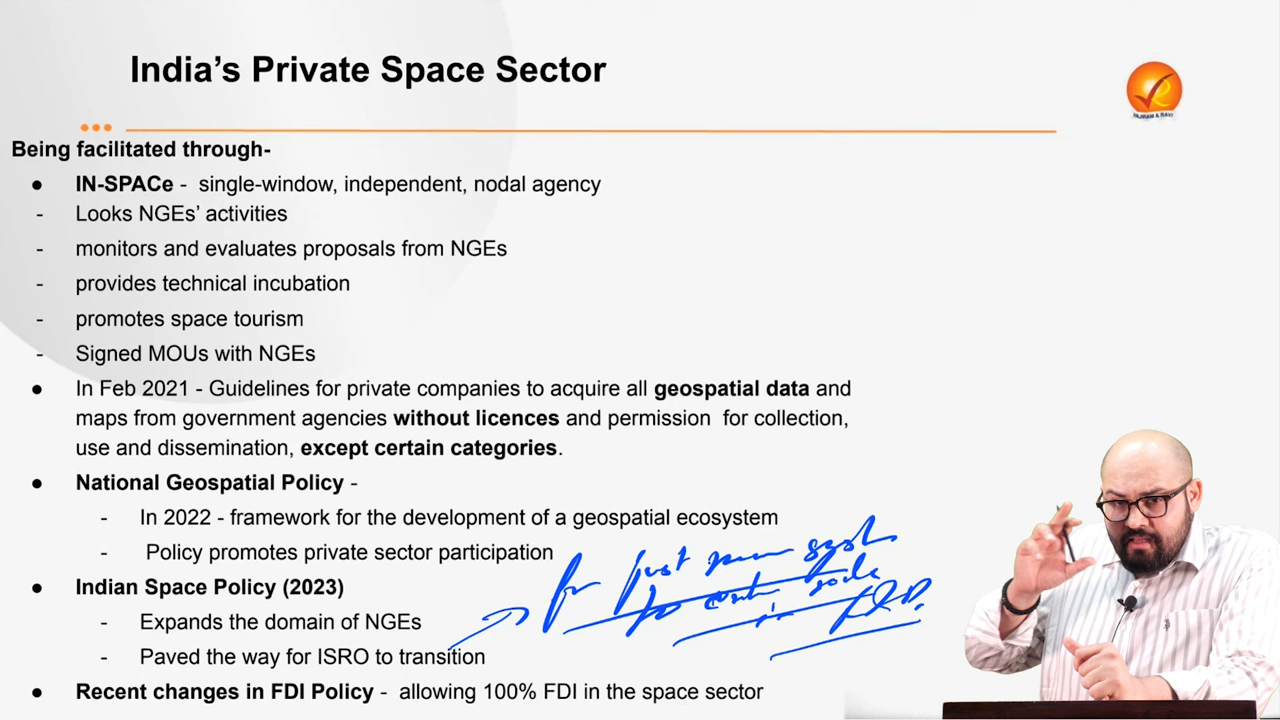 India's Private Space Sector
VAJIRAM & RAVI
Being facilitated through-
● IN-SPACe - single-window, independent, nodal agency
- Looks NGEs' activities
- monitors and evaluates proposals from NGEs
- provides technical incubation
- promotes space tourism
- Signed MOUs with NGEs
● In Feb 2021 - Guidelines for private companies to acquire all geospatial data and
maps from government agencies without licences and permission for collection,
use and dissemination, except certain categories.
● National Geospatial Policy -
- In 2022 - framework for the development of a geospatial ecosystem
- Policy promotes private sector participation
● Indian Space Policy (2023)
- Expands the domain of NGEs
- Paved the way for ISRO to transition
● Recent changes in FDI Policy - allowing 100% FDI in the space sector
for just